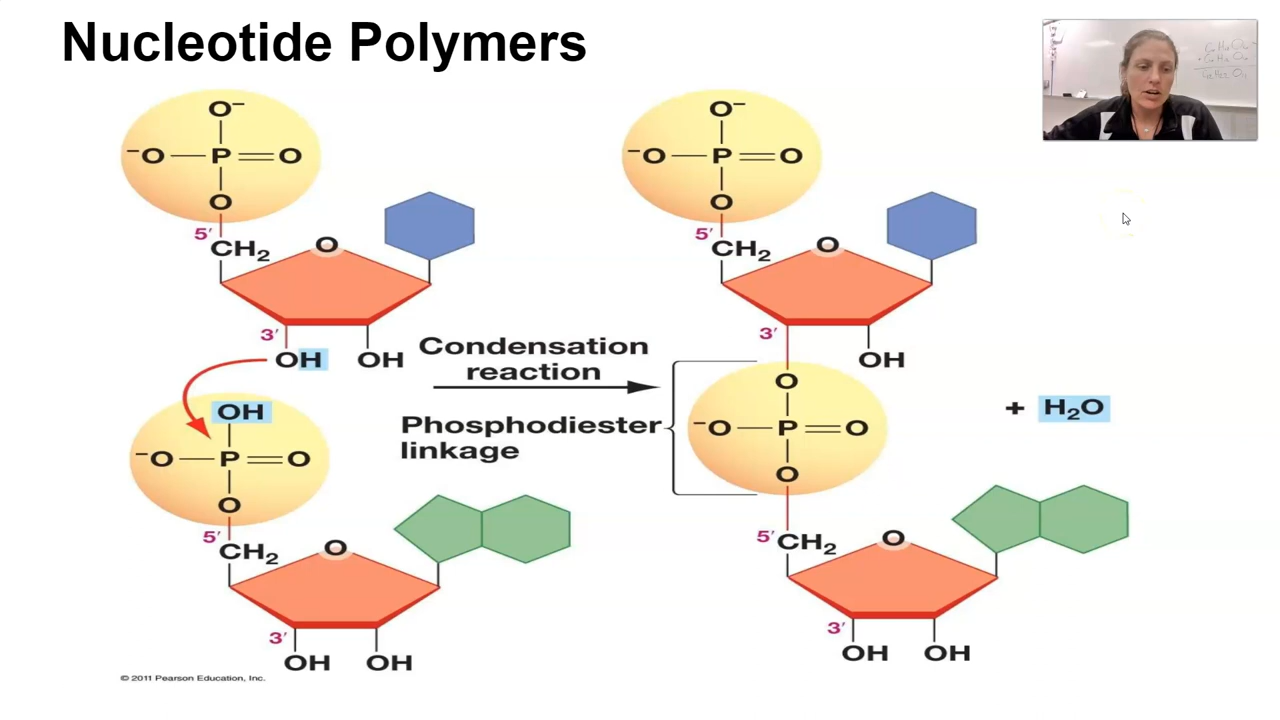 Nucleotide Polymers
O⁻
⁻O—P=O
O
5′
CH₂
O
3′
OH
OH
OH
⁻O—P=O
O
5′
CH₂
O
3′
OH
OH
Condensation
reaction
Phosphodiester
linkage
O⁻
⁻O—P=O
O
5′
CH₂
O
3′
OH
O
⁻O—P=O
O
5′
CH₂
O
3′
OH
OH
+ H₂O
© 2011 Pearson Education, Inc.